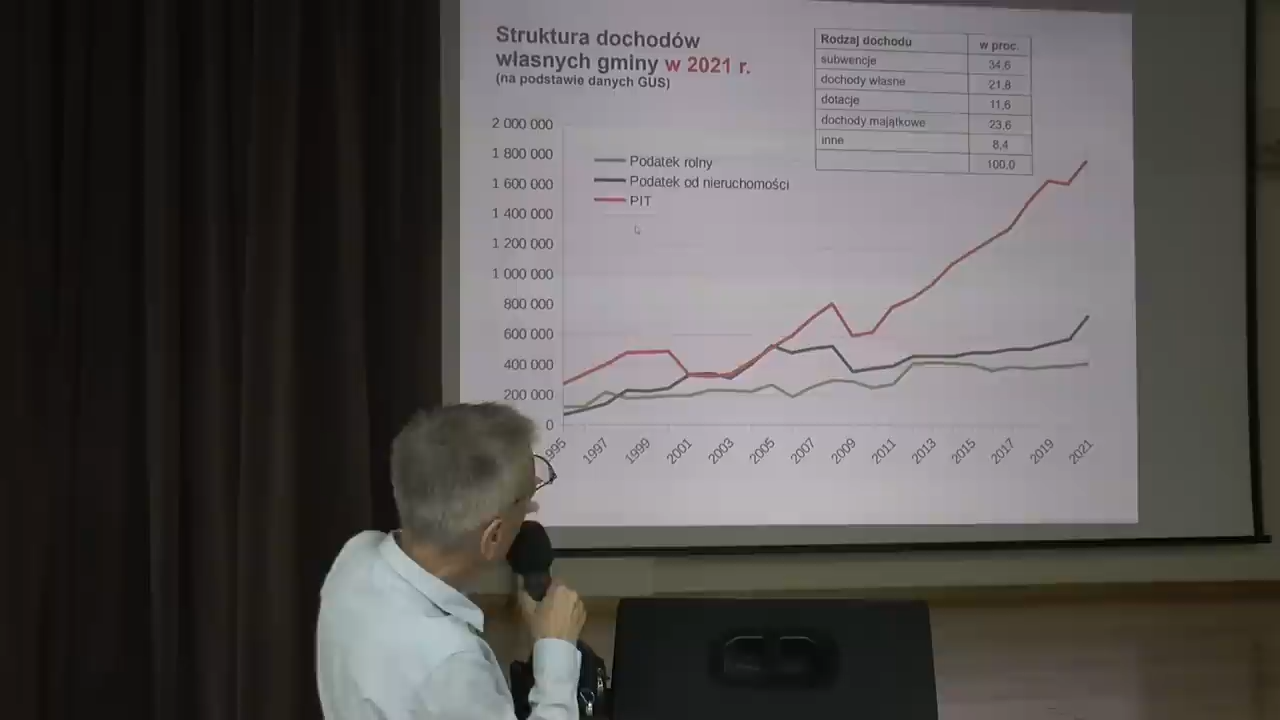 Struktura dochodów
własnych gminy w 2021 r.
(na podstawie danych GUS)
Rodzaj dochodu w proc.
subwencje 34,6
dochody własne 21,8
dotacje 11,6
dochody majątkowe 23,6
inne 8,4
100,0
2 000 000
1 800 000
1 600 000
1 400 000
1 200 000
1 000 000
800 000
600 000
400 000
200 000
0
Podatek rolny
Podatek od nieruchomości
PIT
995 1997 1999 2001 2003 2005 2007 2009 2011 2013 2015 2017 2019 2021